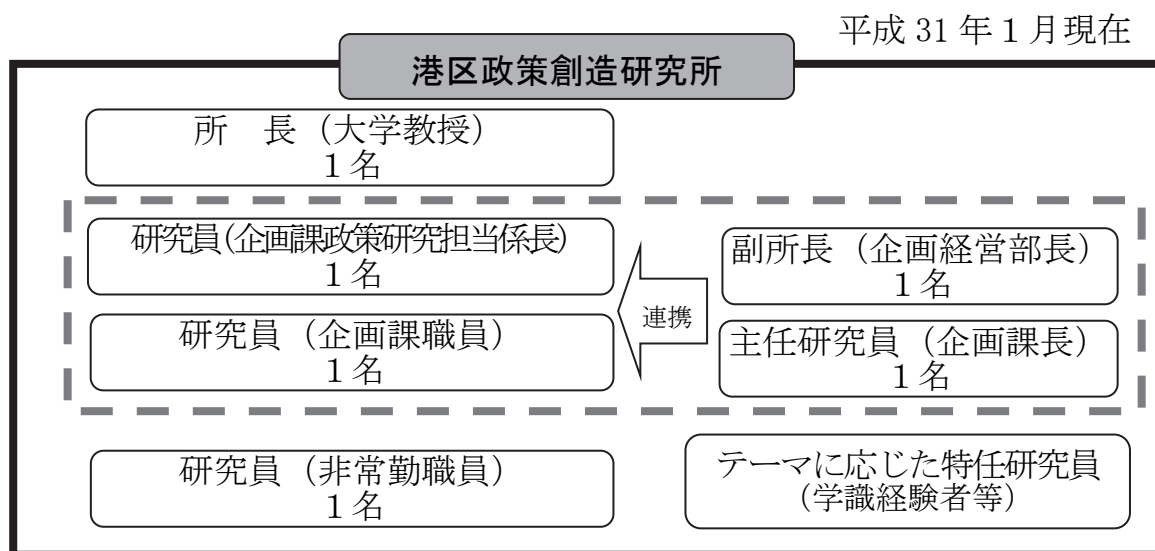 平成 31 年１月現在
港区政策創造研究所
所　長（大学教授）
１名
研究員（企画課政策研究担当係長）
１名
研究員（企画課職員）
１名
連携
副所長（企画経営部長）
１名
主任研究員（企画課長）
１名
研究員（非常勤職員）
１名
テーマに応じた特任研究員
（学識経験者等）